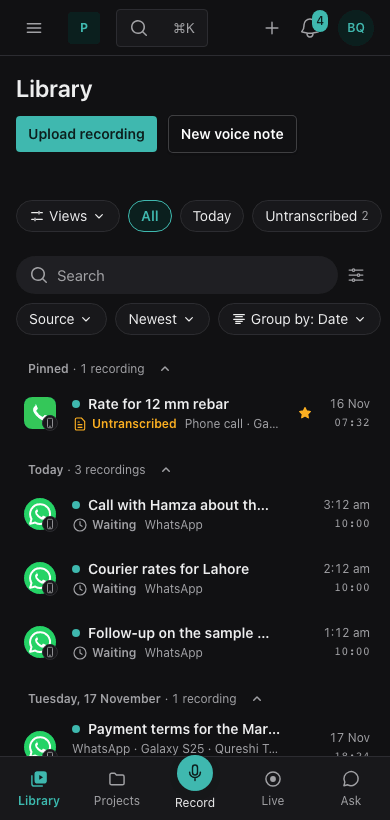 P
⌘K
4
BQ
Library
Upload recording
New voice note
Views
All
Today
Untranscribed 2
Search
Source
Newest
Group by: Date
Pinned · 1 recording
Rate for 12 mm rebar
16 Nov
Untranscribed Phone call · Ga...
07:32
Today · 3 recordings
Call with Hamza about th...
3:12 am
Waiting WhatsApp
10:00
Courier rates for Lahore
2:12 am
Waiting WhatsApp
10:00
Follow-up on the sample ...
1:12 am
Waiting WhatsApp
10:00
Tuesday, 17 November · 1 recording
Payment terms for the Mar...
17 Nov
WhatsApp · Galaxy S25 · Qureshi T...
Library
Projects
Record
Live
Ask